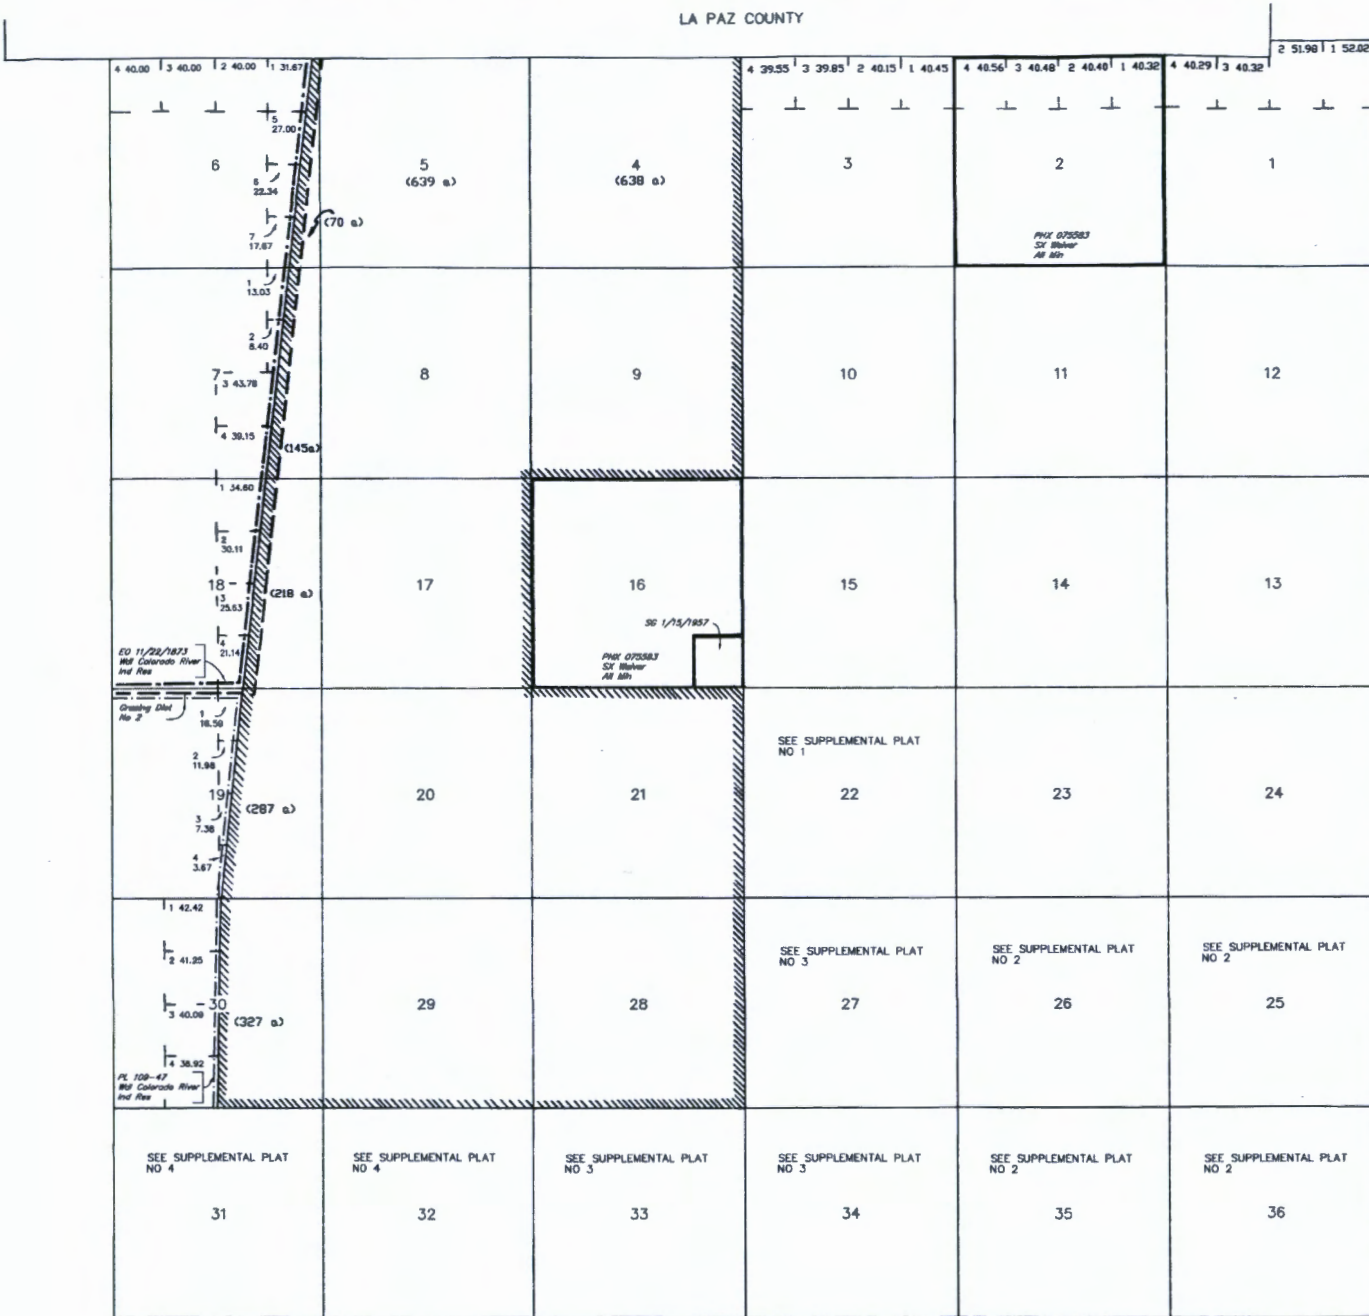 LA PAZ COUNTY
2 51.98 1 52.02
4 40.00 3 40.00 2 40.00 1 31.67
4 39.55 3 39.85 2 40.15 1 40.45
4 40.56 3 40.48 2 40.40 1 40.32
4 40.29 3 40.32
5
27.00
6
5
(639 a)
4
(638 a)
3
2
1
6
22.34
(70 a)
7
17.67
PHX 075583
SX Waiver
All Min
1
13.03
2
8.40
7
3 43.78
8
9
10
11
12
4 39.15
(145a)
1 34.60
2
30.11
18
3
25.63
(218 a)
17
16
15
14
13
4
21.14
SG 1/15/1957
EO 11/22/1873
Wdl Colorado River
Ind Res
PHX 075583
SX Waiver
All Min
Grazing Dist
No 2
1
16.59
2
11.98
SEE SUPPLEMENTAL PLAT
NO 1
19
(287 a)
20
21
22
23
24
3
7.38
4
3.67
1 42.42
2 41.25
SEE SUPPLEMENTAL PLAT
NO 3
SEE SUPPLEMENTAL PLAT
NO 2
SEE SUPPLEMENTAL PLAT
NO 2
3 40.09
30
(327 a)
29
28
27
26
25
4 38.92
PL 109-47
Wdl Colorado River
Ind Res
SEE SUPPLEMENTAL PLAT
NO 4
SEE SUPPLEMENTAL PLAT
NO 4
SEE SUPPLEMENTAL PLAT
NO 3
SEE SUPPLEMENTAL PLAT
NO 3
SEE SUPPLEMENTAL PLAT
NO 2
SEE SUPPLEMENTAL PLAT
NO 2
31
32
33
34
35
36